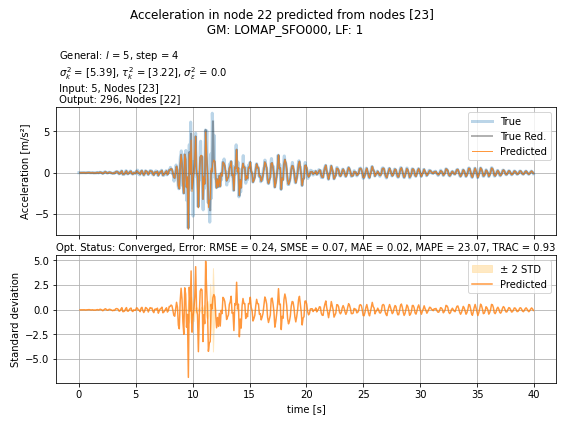 Acceleration in node 22 predicted from nodes [23]
GM: LOMAP_SFO000, LF: 1
General: l = 5, step = 4
σ²ₖ = [5.39], τ²ₖ = [3.22], σ²ε = 0.0
Input: 5, Nodes [23]
Output: 296, Nodes [22]
Acceleration [m/s²]
5
0
−5
True
True Red.
Predicted
Opt. Status: Converged, Error: RMSE = 0.24, SMSE = 0.07, MAE = 0.02, MAPE = 23.07, TRAC = 0.93
Standard deviation
5.0
2.5
0.0
−2.5
−5.0
± 2 STD
Predicted
0 5 10 15 20 25 30 35 40
time [s]